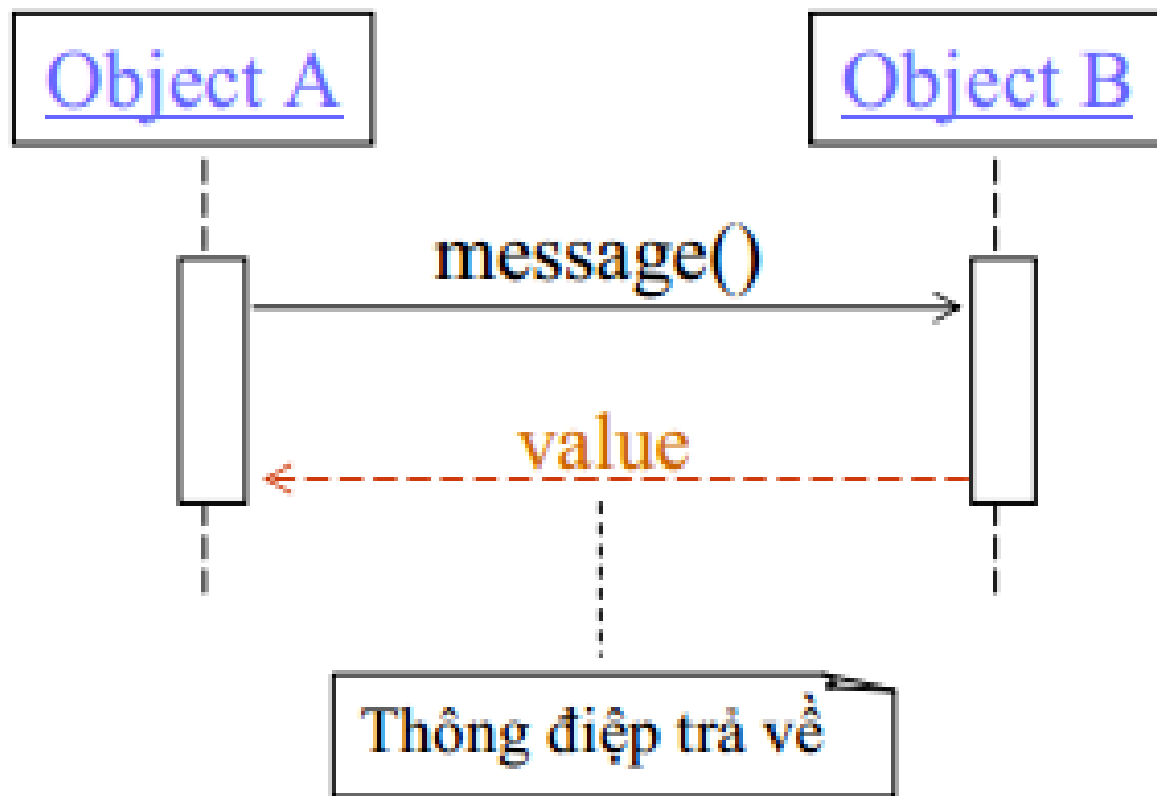 Object A
Object B
message()
value
Thông điệp trả về